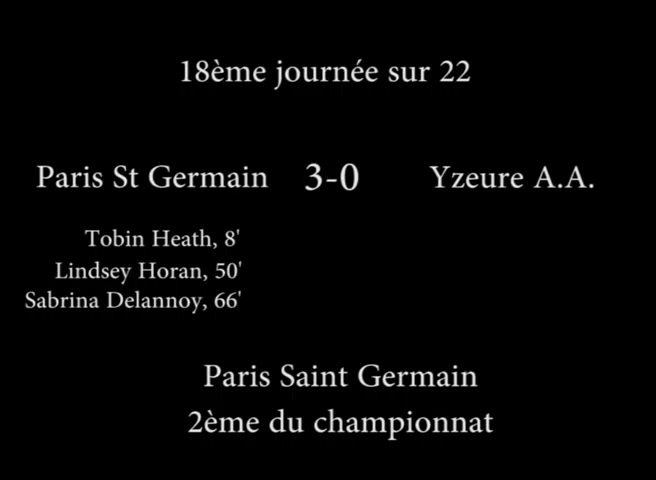 18ème journée sur 22
Paris St Germain 3-0 Yzeure A.A.
Tobin Heath, 8'
Lindsey Horan, 50'
Sabrina Delannoy, 66'
Paris Saint Germain
2ème du championnat